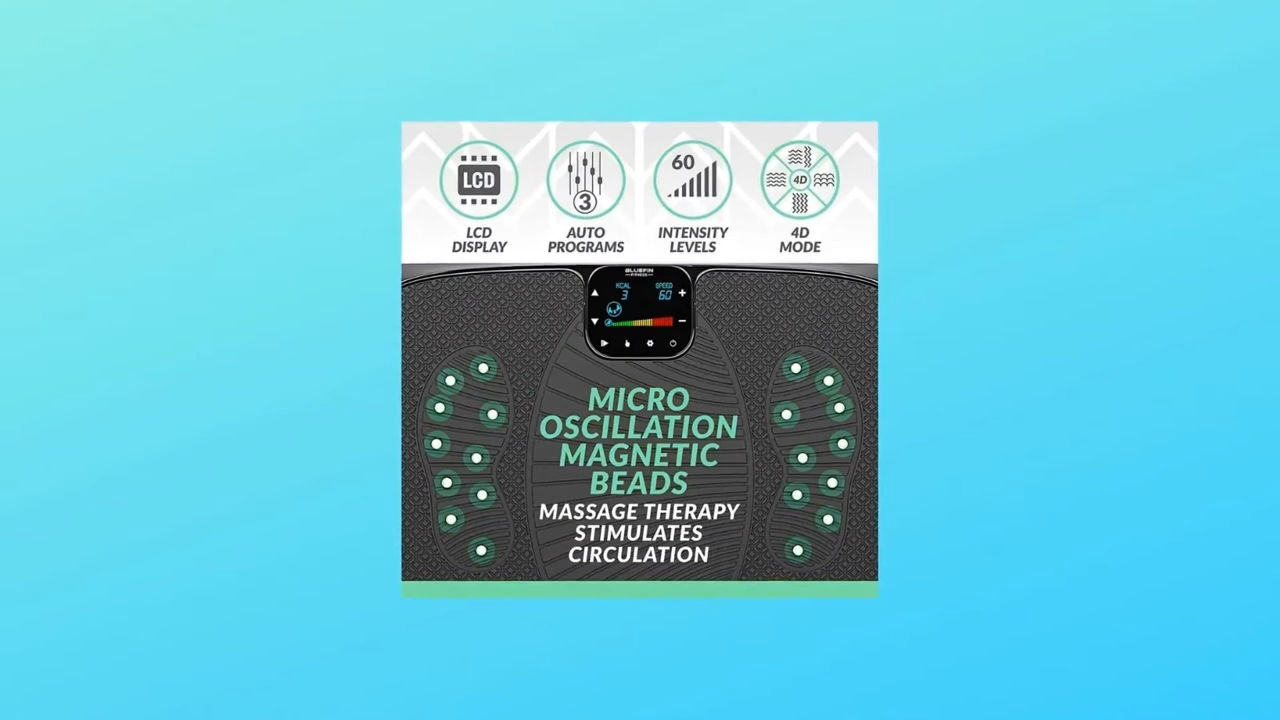 LCD
3
60
4D
LCD
DISPLAY
AUTO
PROGRAMS
INTENSITY
LEVELS
4D
MODE
BLUEFIN
FITNESS
KCAL
SPEED
3
60
MICRO
OSCILLATION
MAGNETIC
BEADS
MASSAGE THERAPY
STIMULATES
CIRCULATION